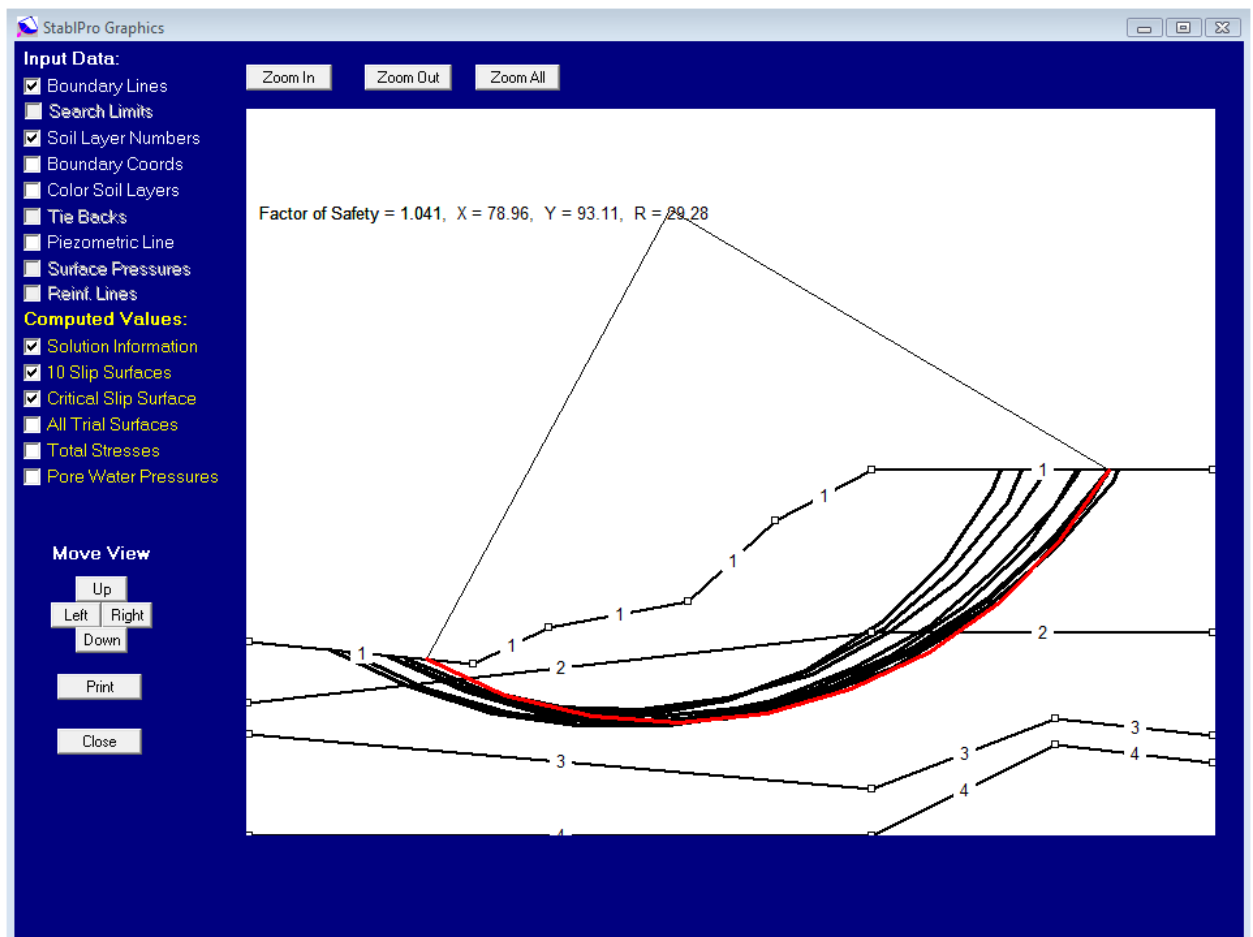 StablPro Graphics
Input Data:
Boundary Lines
Search Limits
Soil Layer Numbers
Boundary Coords
Color Soil Layers
Tie Backs
Piezometric Line
Surface Pressures
Reinf. Lines
Computed Values:
Solution Information
10 Slip Surfaces
Critical Slip Surface
All Trial Surfaces
Total Stresses
Pore Water Pressures
Move View
Up
Left Right
Down
Print
Close
Zoom In Zoom Out Zoom All
Factor of Safety = 1.041, X = 78.96, Y = 93.11, R = 29.28
1
1
1
1
1
1
2
2
3
3
3
4
4
4